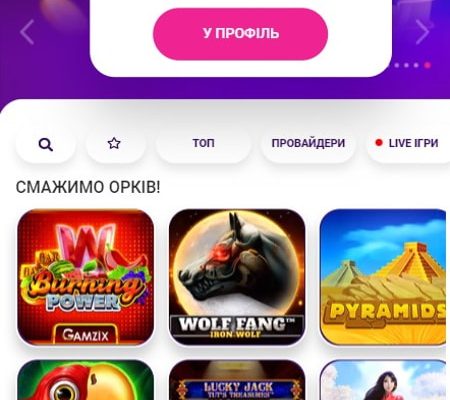 У ПРОФІЛЬ
ТОП
ПРОВАЙДЕРИ
LIVE ІГРИ
СМАЖИМО ОРКІВ!
Burning
POWER
GAMZIX
WOLF FANG™
IRON WOLF
PYRAMIDS
LUCKY JACK
TUT'S TREASURES